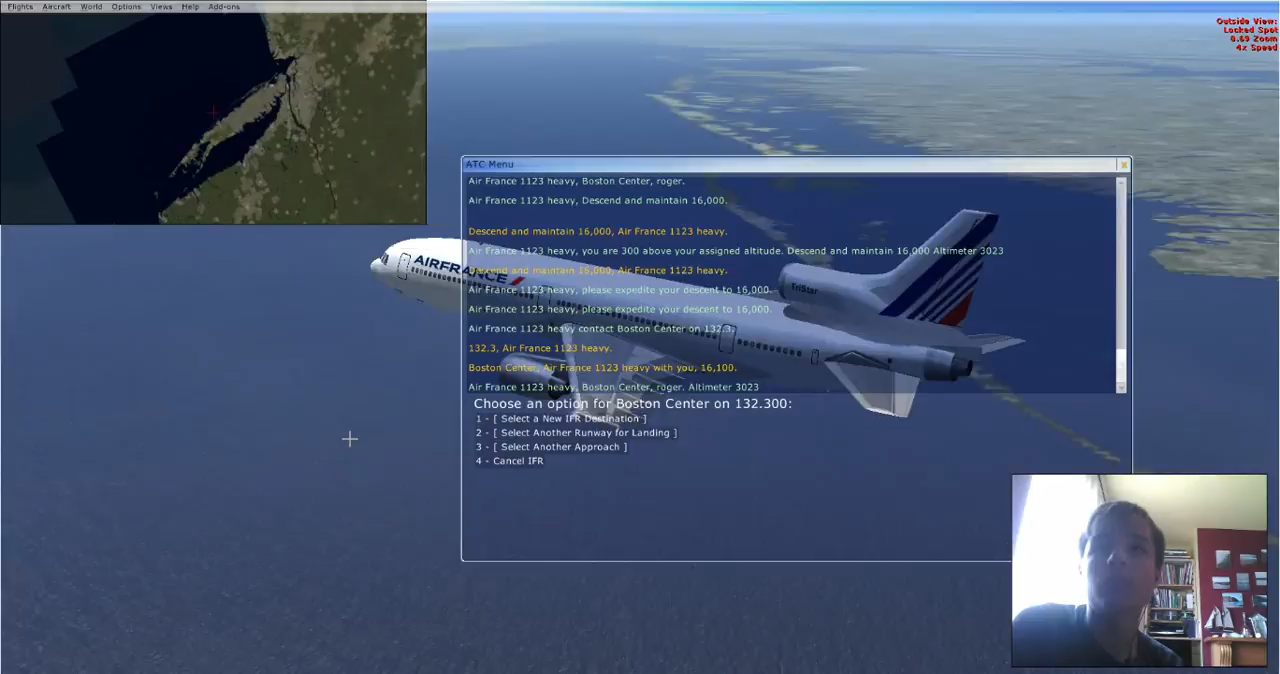 Flights Aircraft World Options Views Help Add-ons
Outside View:
Locked Spot
0.69 Zoom
4x Speed
ATC Menu
Air France 1123 heavy, Boston Center, roger.
Air France 1123 heavy, Descend and maintain 16,000.
Descend and maintain 16,000, Air France 1123 heavy.
Air France 1123 heavy, you are 300 above your assigned altitude. Descend and maintain 16,000 Altimeter 3023
Descend and maintain 16,000, Air France 1123 heavy.
Air France 1123 heavy, please expedite your descent to 16,000.
Air France 1123 heavy, please expedite your descent to 16,000.
Air France 1123 heavy contact Boston Center on 132.3.
132.3, Air France 1123 heavy.
Boston Center, Air France 1123 heavy with you, 16,100.
Air France 1123 heavy, Boston Center, roger. Altimeter 3023
Choose an option for Boston Center on 132.300:
1 - [ Select a New IFR Destination ]
2 - [ Select Another Runway for Landing ]
3 - [ Select Another Approach ]
4 - Cancel IFR
AIRFRANCE
TriStar